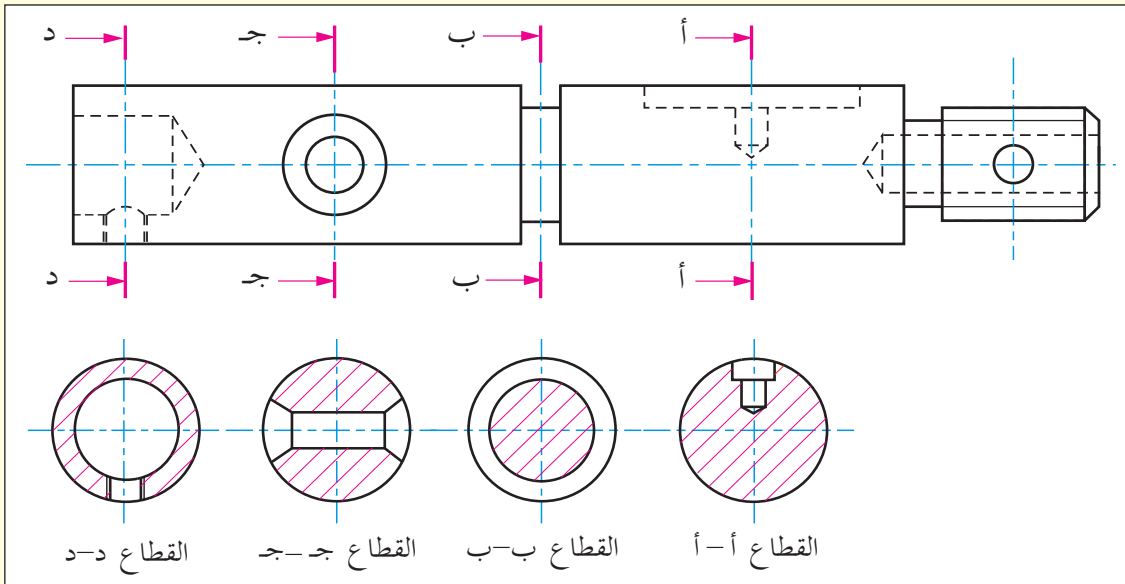 أ ب جـ د
أ ب جـ د
القطاع أ – أ القطاع ب–ب القطاع جـ –جـ القطاع د–د